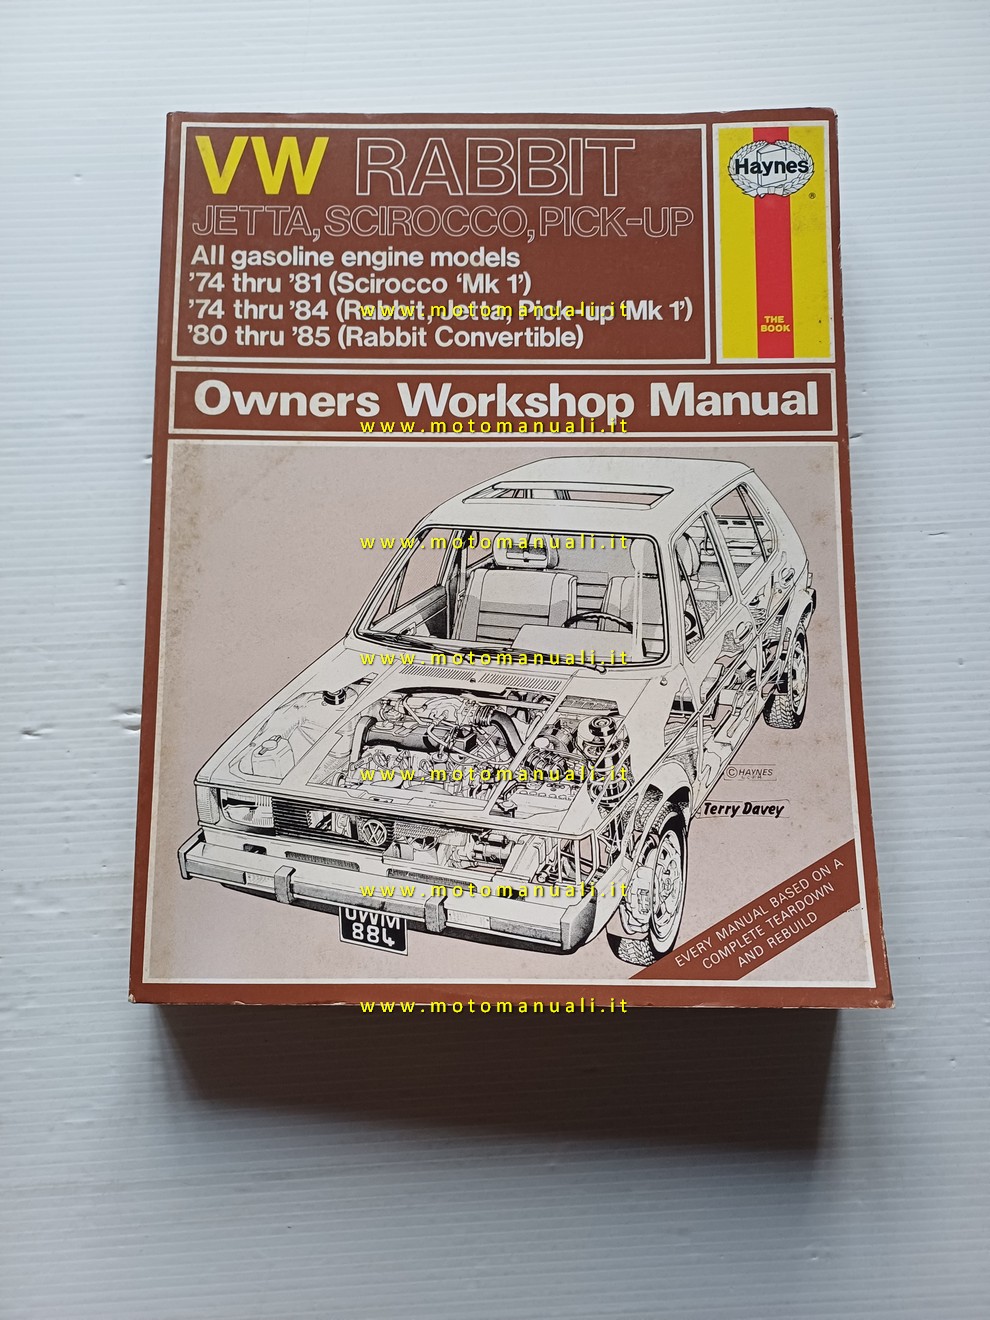 VW RABBIT
JETTA, SCIROCCO, PICK-UP
All gasoline engine models
'74 thru '81 (Scirocco 'Mk 1')
'74 thru '84 (Rabbit, Jetta, Pick-up 'Mk 1')
'80 thru '85 (Rabbit Convertible)
Haynes
®
THE
BOOK
www.motomanuali.it
Owners Workshop Manual
www.motomanuali.it
www.motomanuali.it
www.motomanuali.it
www.motomanuali.it
© HAYNES
Terry Davey
www.motomanuali.it
UWM
884
EVERY MANUAL BASED ON A
COMPLETE TEARDOWN
AND REBUILD
www.motomanuali.it